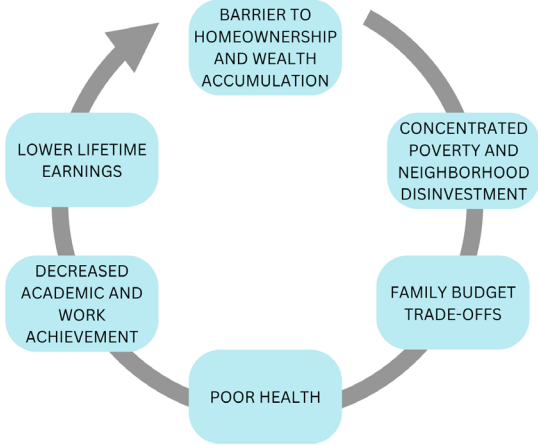 BARRIER TO
HOMEOWNERSHIP
AND WEALTH
ACCUMULATION
CONCENTRATED
POVERTY AND
NEIGHBORHOOD
DISINVESTMENT
FAMILY BUDGET
TRADE-OFFS
POOR HEALTH
DECREASED
ACADEMIC AND
WORK
ACHIEVEMENT
LOWER LIFETIME
EARNINGS